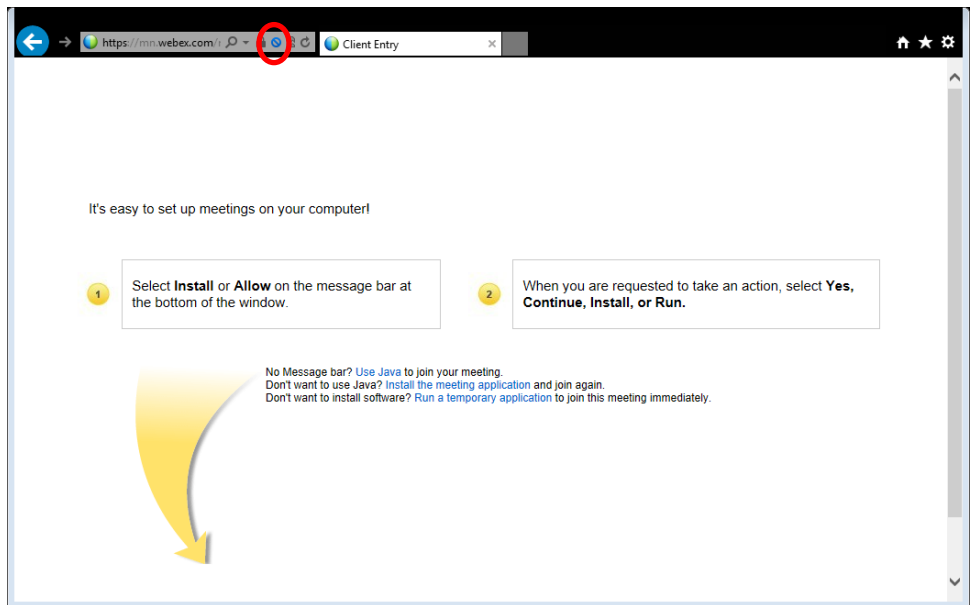 https://mn.webex.com/
Client Entry
It's easy to set up meetings on your computer!
1
Select Install or Allow on the message bar at
the bottom of the window.
2
When you are requested to take an action, select Yes,
Continue, Install, or Run.
No Message bar? Use Java to join your meeting.
Don't want to use Java? Install the meeting application and join again.
Don't want to install software? Run a temporary application to join this meeting immediately.